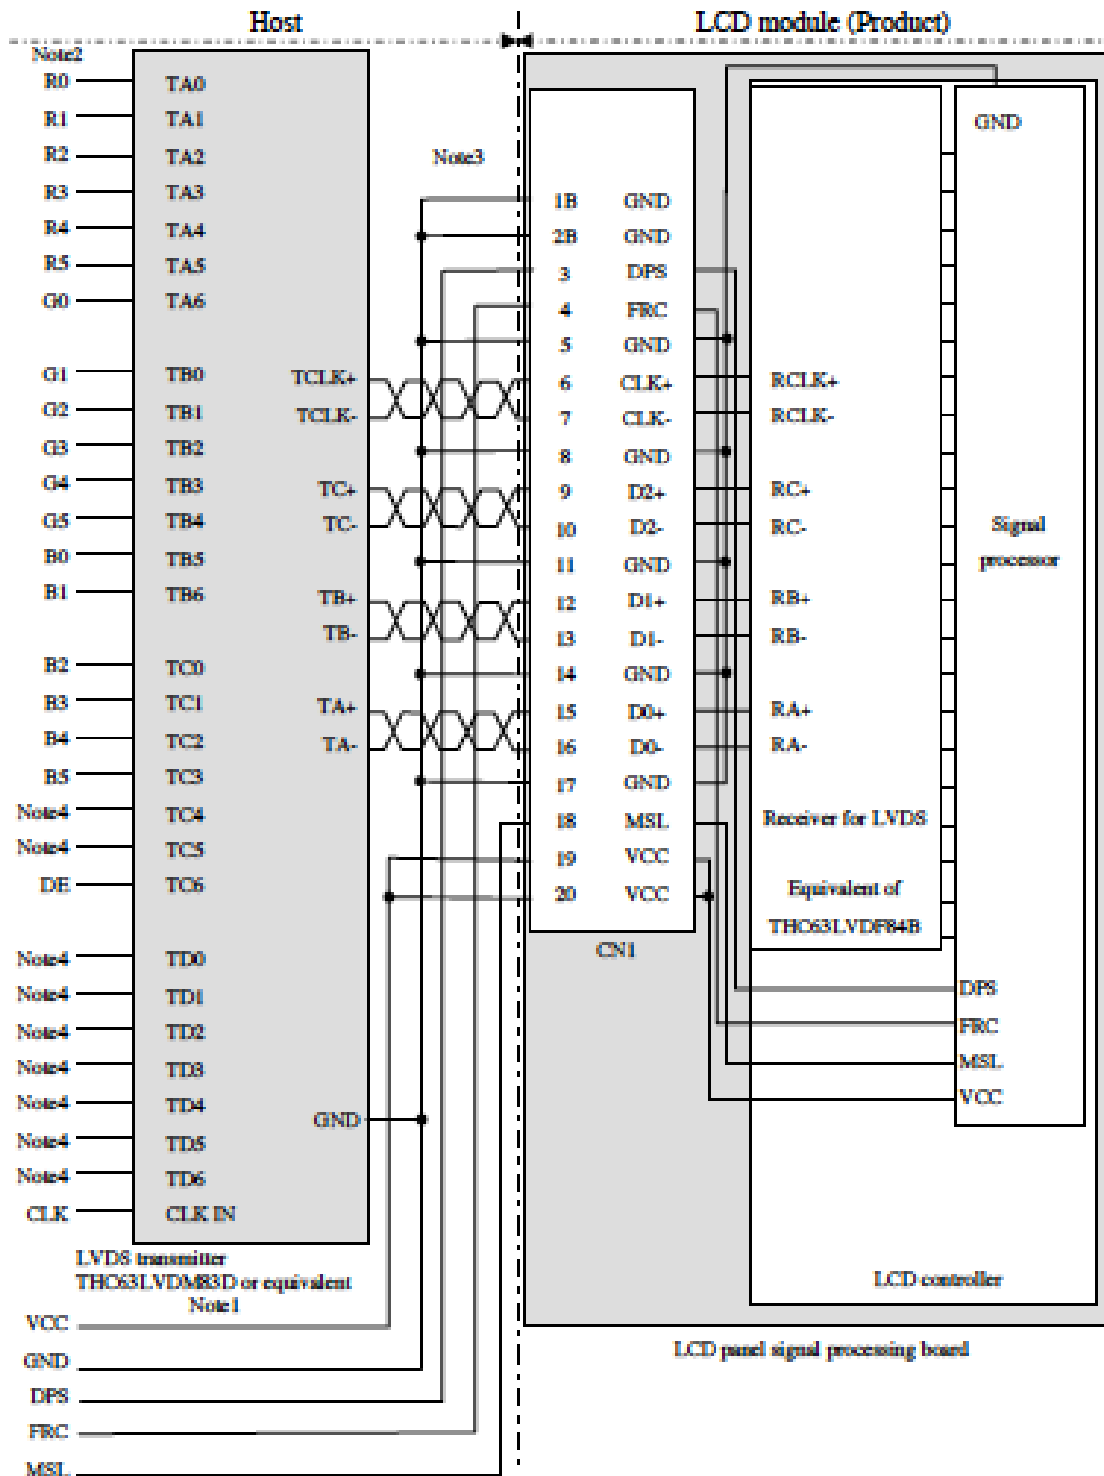 Host
LCD module (Product)
Note2
R0 TA0
R1 TA1
R2 TA2
R3 TA3
R4 TA4
R5 TA5
G0 TA6
G1 TB0
G2 TB1
G3 TB2
G4 TB3
G5 TB4
B0 TB5
B1 TB6
B2 TC0
B3 TC1
B4 TC2
B5 TC3
Note4 TC4
Note4 TC5
DE TC6
Note4 TD0
Note4 TD1
Note4 TD2
Note4 TD3
Note4 TD4
Note4 TD5
Note4 TD6
CLK CLK IN
TCLK+
TCLK-
TC+
TC-
TB+
TB-
TA+
TA-
GND
LVDS transmitter
THC63LVDM83D or equivalent
Note1
VCC
GND
DPS
FRC
MSL
Note3
1B GND
2B GND
3 DPS
4 FRC
5 GND
6 CLK+
7 CLK-
8 GND
9 D2+
10 D2-
11 GND
12 D1+
13 D1-
14 GND
15 D0+
16 D0-
17 GND
18 MSL
19 VCC
20 VCC
CN1
RCLK+
RCLK-
RC+
RC-
RB+
RB-
RA+
RA-
Receiver for LVDS
Equivalent of
THC63LVDF84B
GND
Signal
processor
DPS
FRC
MSL
VCC
LCD controller
LCD panel signal processing board